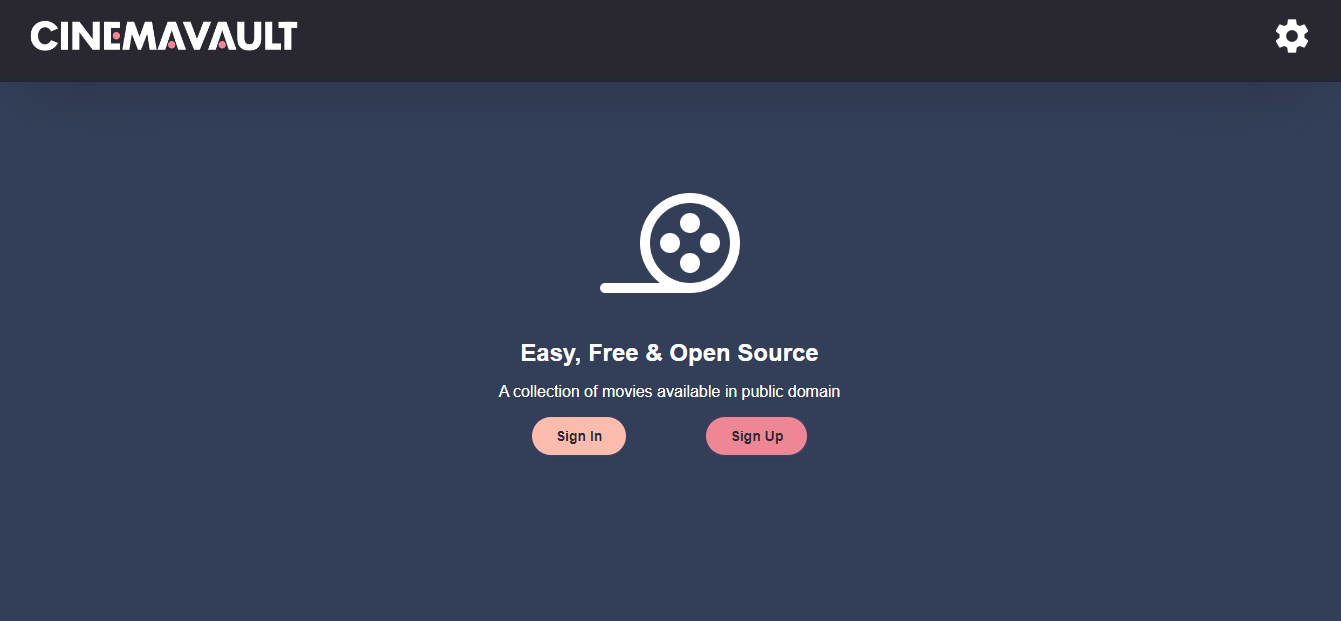 CINEMAVAULT
Easy, Free & Open Source
A collection of movies available in public domain
Sign In
Sign Up